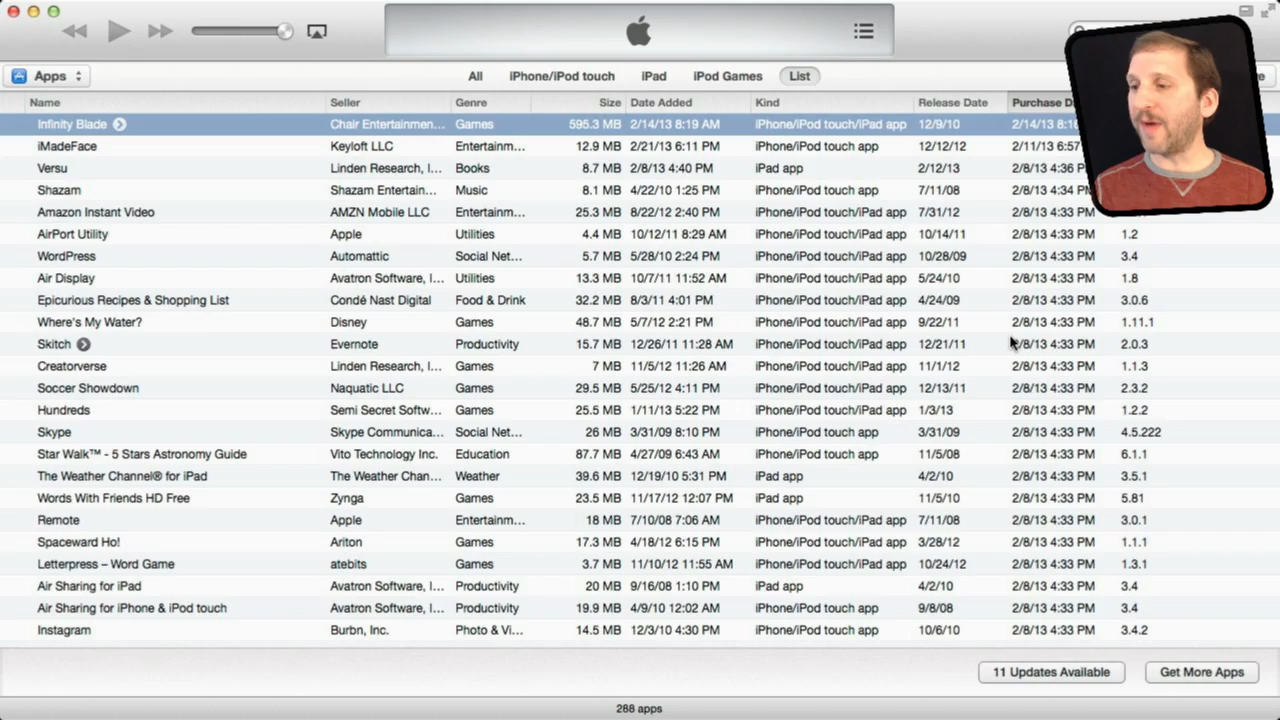 Apps
All iPhone/iPod touch iPad iPod Games List
Name Seller Genre Size Date Added Kind Release Date Purchase
Infinity Blade Chair Entertainmen... Games 595.3 MB 2/14/13 8:19 AM iPhone/iPod touch/iPad app 12/9/10 2/14/13
iMadeFace Keyloft LLC Entertainm... 12.9 MB 2/21/13 6:11 PM iPhone/iPod touch app 12/12/12 2/11/13 6:57
Versu Linden Research, I... Books 8.7 MB 2/8/13 4:40 PM iPad app 2/12/13 2/8/13 4:36 PM
Shazam Shazam Entertain... Music 8.1 MB 4/22/10 1:25 PM iPhone/iPod touch app 7/11/08 2/8/13 4:34 PM
Amazon Instant Video AMZN Mobile LLC Entertainm... 25.3 MB 8/22/12 2:40 PM iPhone/iPod touch/iPad app 7/31/12 2/8/13 4:33 PM
AirPort Utility Apple Utilities 4.4 MB 10/12/11 8:29 AM iPhone/iPod touch/iPad app 10/14/11 2/8/13 4:33 PM 1.2
WordPress Automattic Social Net... 5.7 MB 5/28/10 2:24 PM iPhone/iPod touch/iPad app 10/28/09 2/8/13 4:33 PM 3.4
Air Display Avatron Software, I... Utilities 13.3 MB 10/7/11 11:52 AM iPhone/iPod touch/iPad app 5/24/10 2/8/13 4:33 PM 1.8
Epicurious Recipes & Shopping List Condé Nast Digital Food & Drink 32.2 MB 8/3/11 4:01 PM iPhone/iPod touch/iPad app 4/24/09 2/8/13 4:33 PM 3.0.6
Where's My Water? Disney Games 48.7 MB 5/7/12 2:21 PM iPhone/iPod touch/iPad app 9/22/11 2/8/13 4:33 PM 1.11.1
Skitch Evernote Productivity 15.7 MB 12/26/11 11:28 AM iPhone/iPod touch/iPad app 12/21/11 2/8/13 4:33 PM 2.0.3
Creatorverse Linden Research, I... Games 7 MB 11/5/12 11:26 AM iPhone/iPod touch/iPad app 11/1/12 2/8/13 4:33 PM 1.1.3
Soccer Showdown Naquatic LLC Games 29.5 MB 5/25/12 4:11 PM iPhone/iPod touch/iPad app 12/13/11 2/8/13 4:33 PM 2.3.2
Hundreds Semi Secret Softw... Games 25.5 MB 1/11/13 5:22 PM iPhone/iPod touch/iPad app 1/3/13 2/8/13 4:33 PM 1.2.2
Skype Skype Communica... Social Net... 26 MB 3/31/09 8:10 PM iPhone/iPod touch app 3/31/09 2/8/13 4:33 PM 4.5.222
Star Walk™ - 5 Stars Astronomy Guide Vito Technology Inc. Education 87.7 MB 4/27/09 6:43 AM iPhone/iPod touch app 11/5/08 2/8/13 4:33 PM 6.1.1
The Weather Channel® for iPad The Weather Chan... Weather 39.6 MB 12/19/10 5:31 PM iPad app 4/2/10 2/8/13 4:33 PM 3.5.1
Words With Friends HD Free Zynga Games 23.5 MB 11/17/12 12:07 PM iPad app 11/5/10 2/8/13 4:33 PM 5.81
Remote Apple Entertainm... 18 MB 7/10/08 7:06 AM iPhone/iPod touch/iPad app 7/11/08 2/8/13 4:33 PM 3.0.1
Spaceward Ho! Ariton Games 17.3 MB 4/18/12 6:15 PM iPhone/iPod touch/iPad app 3/28/12 2/8/13 4:33 PM 1.1.1
Letterpress – Word Game atebits Games 3.7 MB 11/10/12 11:55 AM iPhone/iPod touch/iPad app 10/24/12 2/8/13 4:33 PM 1.3.1
Air Sharing for iPad Avatron Software, I... Productivity 20 MB 9/16/08 1:10 PM iPad app 4/2/10 2/8/13 4:33 PM 3.4
Air Sharing for iPhone & iPod touch Avatron Software, I... Productivity 19.9 MB 4/9/10 12:02 AM iPhone/iPod touch app 9/8/08 2/8/13 4:33 PM 3.4
Instagram Burbn, Inc. Photo & Vi... 14.5 MB 12/3/10 4:30 PM iPhone/iPod touch app 10/6/10 2/8/13 4:33 PM 3.4.2
11 Updates Available Get More Apps
288 apps